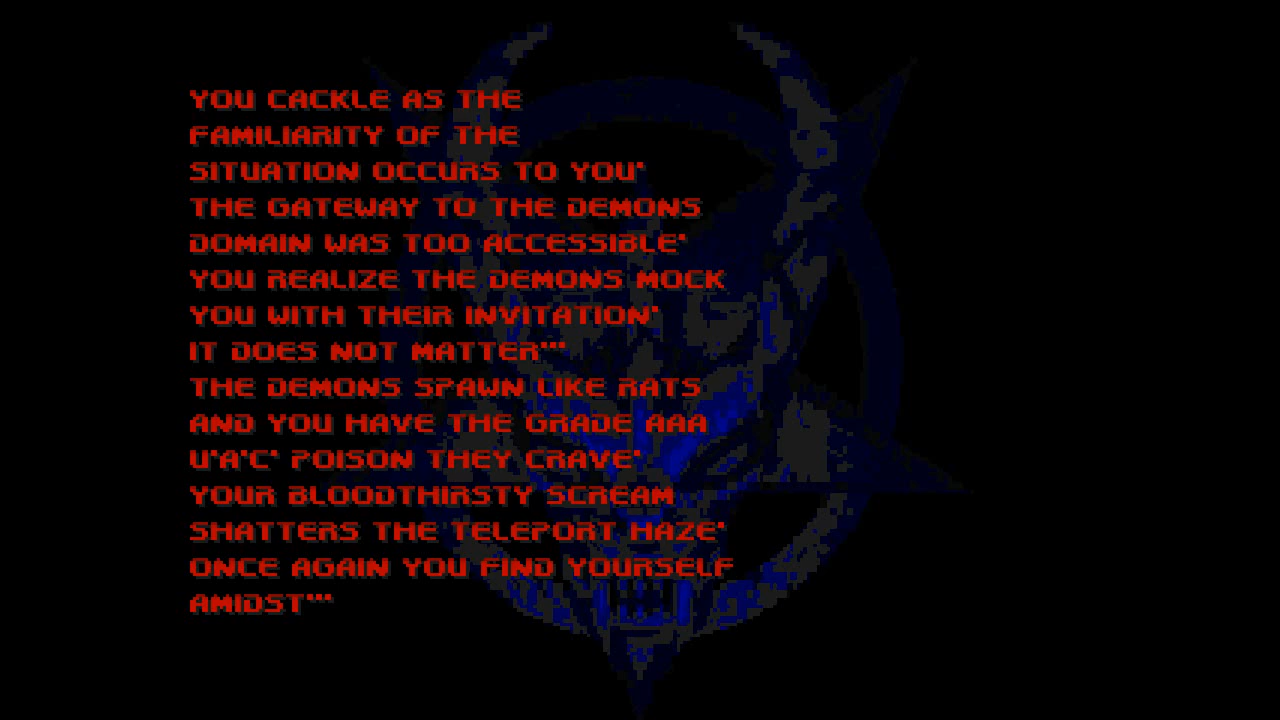 YOU CACKLE AS THE
FAMILIARITY OF THE
SITUATION OCCURS TO YOU'
THE GATEWAY TO THE DEMONS
DOMAIN WAS TOO ACCESSIBLE'
YOU REALIZE THE DEMONS MOCK
YOU WITH THEIR INVITATION'
IT DOES NOT MATTER'''
THE DEMONS SPAWN LIKE RATS
AND YOU HAVE THE GRADE AAA
U'A'C' POISON THEY CRAVE'
YOUR BLOODTHIRSTY SCREAM
SHATTERS THE TELEPORT HAZE'
ONCE AGAIN YOU FIND YOURSELF
AMIDST'''